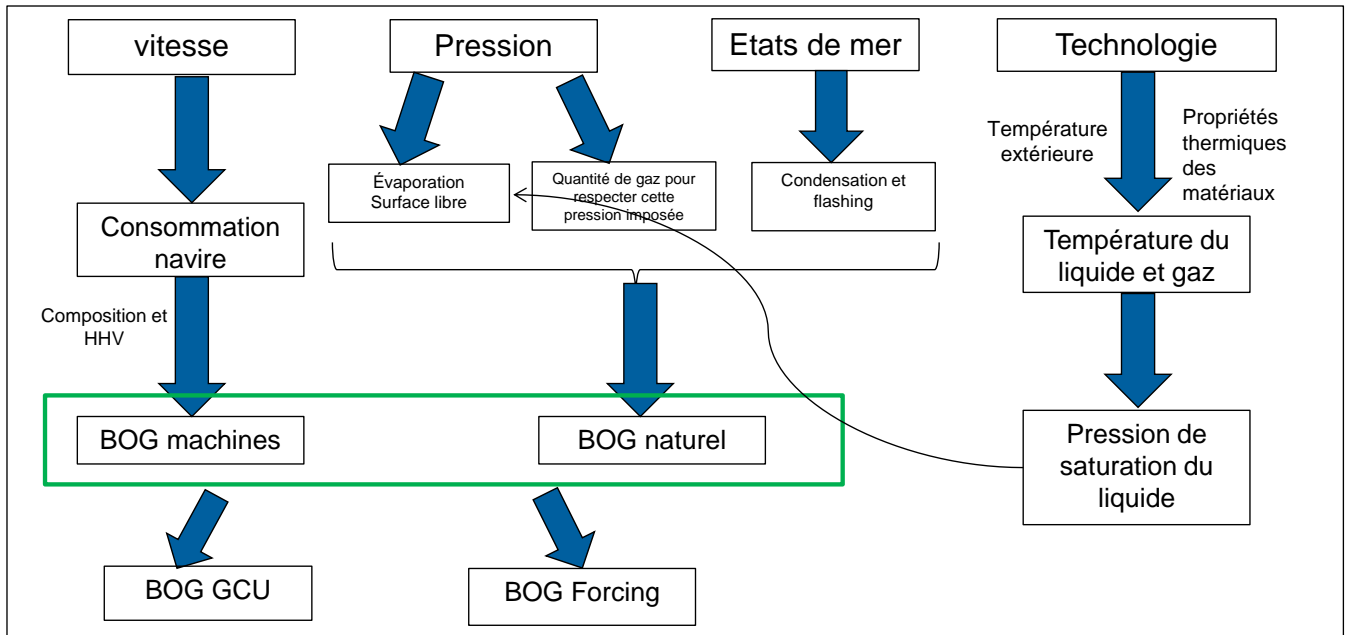 vitesse
Pression
Etats de mer
Technologie
Température
extérieure
Propriétés
thermiques
des
matériaux
Évaporation
Surface libre
Quantité de gaz pour
respecter cette
pression imposée
Condensation et
flashing
Consommation
navire
Température du
liquide et gaz
Composition et
HHV
BOG machines
BOG naturel
Pression de
saturation du
liquide
BOG GCU
BOG Forcing